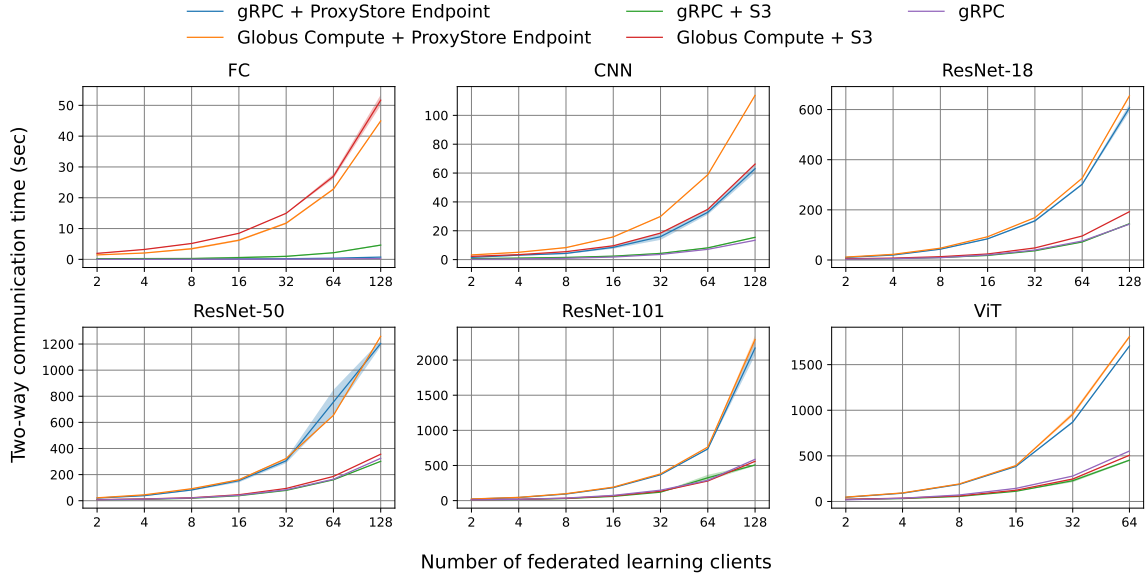 gRPC + ProxyStore Endpoint gRPC + S3 gRPC
Globus Compute + ProxyStore Endpoint Globus Compute + S3
Two-way communication time (sec)
FC
50
40
30
20
10
0
2 4 8 16 32 64 128
CNN
100
80
60
40
20
0
2 4 8 16 32 64 128
ResNet-18
600
400
200
0
2 4 8 16 32 64 128
ResNet-50
1200
1000
800
600
400
200
0
2 4 8 16 32 64 128
ResNet-101
2000
1500
1000
500
0
2 4 8 16 32 64 128
ViT
1500
1000
500
0
2 4 8 16 32 64
Number of federated learning clients